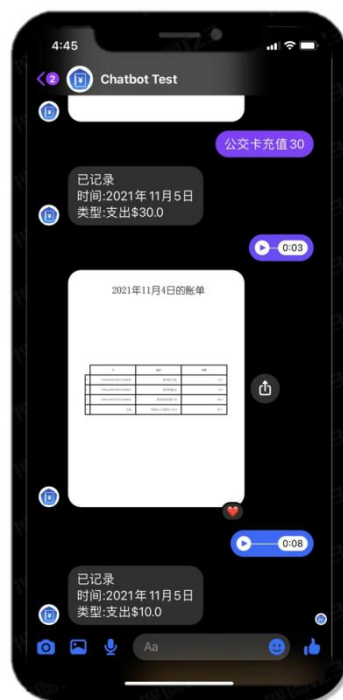 4:45
2
Chatbot Test
公交卡充值30
已记录
时间:2021年11月5日
类型:支出$30.0
0:03
2021年11月4日的账单
0:08
已记录
时间:2021年11月5日
类型:支出$10.0
Aa